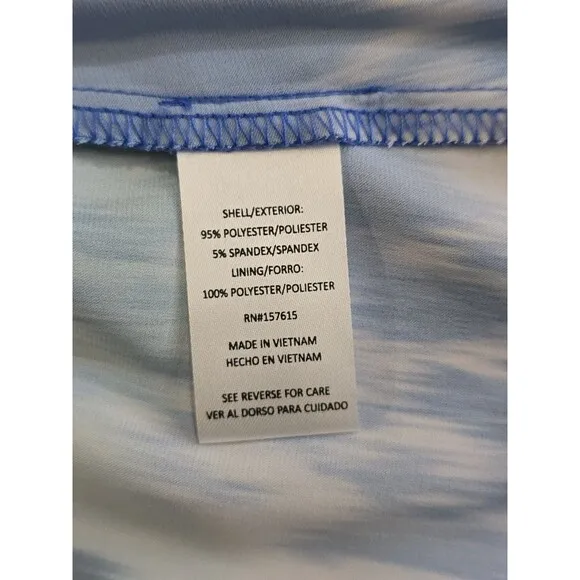 SHELL/EXTERIOR:
95% POLYESTER/POLIESTER
5% SPANDEX/SPANDEX
LINING/FORRO:
100% POLYESTER/POLIESTER
RN#157615
MADE IN VIETNAM
HECHO EN VIETNAM
SEE REVERSE FOR CARE
VER AL DORSO PARA CUIDADO